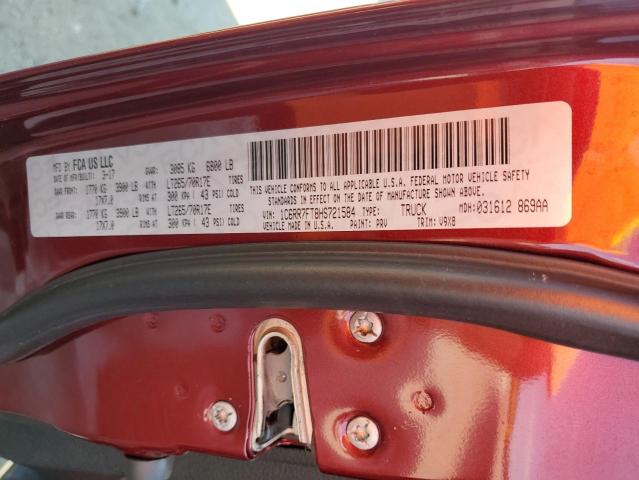 MFD BY: FCA US LLC GVWR: 3085 KG 6800 LB
DATE OF MFR(BUILT): 3-17
GAWR FRONT: 1770 KG 3900 LB WITH LT265/70R17E TIRES
17X7.0 RIMS AT 300 KPA ( 43 PSI) COLD
GAWR REAR: 1770 KG 3900 LB WITH LT265/70R17E TIRES
17X7.0 RIMS AT 300 KPA ( 43 PSI) COLD
THIS VEHICLE CONFORMS TO ALL APPLICABLE U.S.A. FEDERAL MOTOR VEHICLE SAFETY
STANDARDS IN EFFECT ON THE DATE OF MANUFACTURE SHOWN ABOVE.
VIN: 1C6RR7FT8HS721584 TYPE: TRUCK MDH: 031612 869AA
VEHICLE MADE IN U.S.A. PAINT: PRV TRIM: V9X8